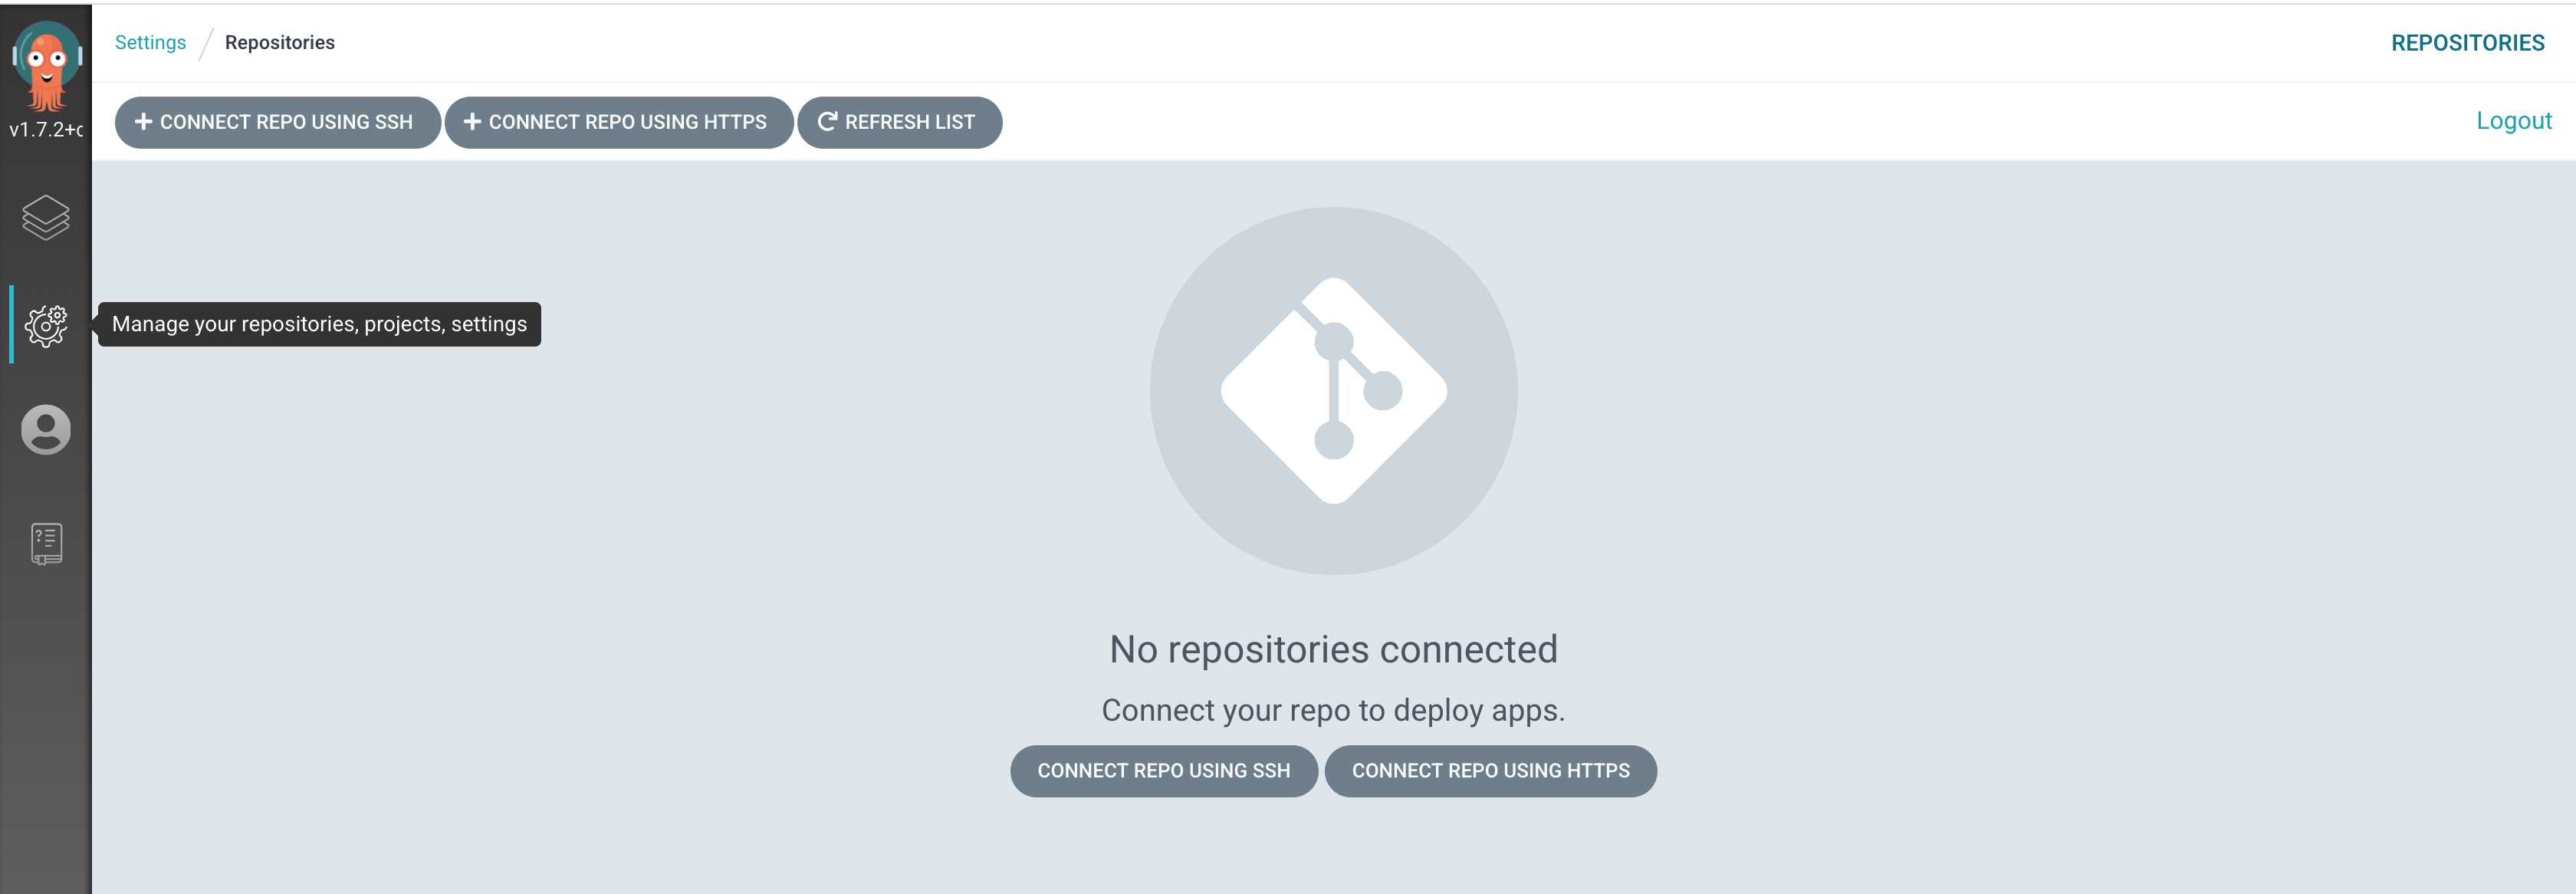 Settings / Repositories
REPOSITORIES
v1.7.2+
CONNECT REPO USING SSH
CONNECT REPO USING HTTPS
REFRESH LIST
Logout
Manage your repositories, projects, settings
No repositories connected
Connect your repo to deploy apps.
CONNECT REPO USING SSH
CONNECT REPO USING HTTPS